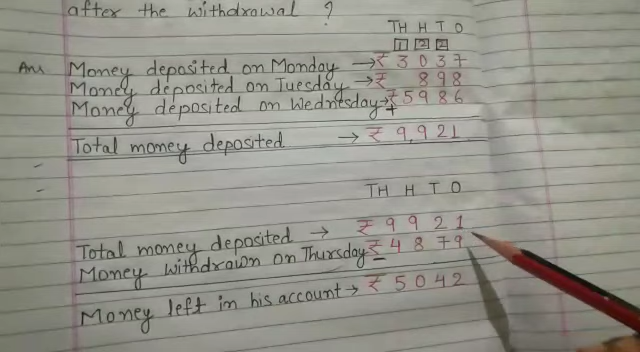 after the withdrawal ?
TH H T O
1 2 2
Ans Money deposited on Monday → ₹ 3 0 3 7
Money deposited on Tuesday → ₹ 8 9 8
Money deposited on Wednesday → + ₹ 5 9 8 6
Total money deposited → ₹ 9,921
TH H T O
Total money deposited → ₹ 9 9 2 1
Money withdrawn on Thursday - ₹ 4 8 7 9
Money left in his account → ₹ 5 0 4 2